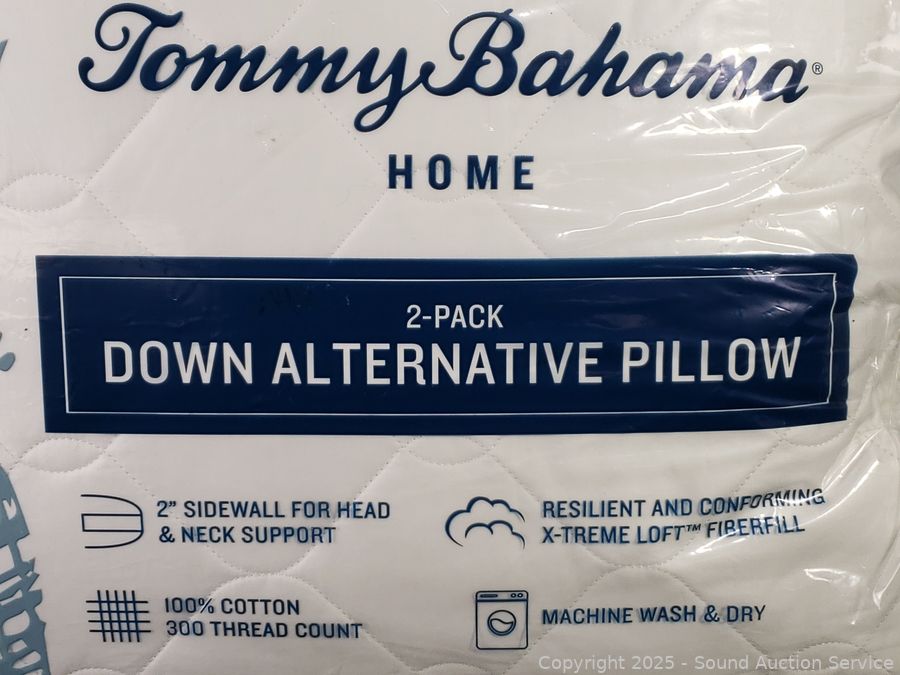 Tommy Bahama®
HOME
2-PACK
DOWN ALTERNATIVE PILLOW
2” SIDEWALL FOR HEAD
& NECK SUPPORT
RESILIENT AND CONFORMING
X-TREME LOFT™ FIBERFILL
100% COTTON
300 THREAD COUNT
MACHINE WASH & DRY
Copyright 2025 - Sound Auction Service